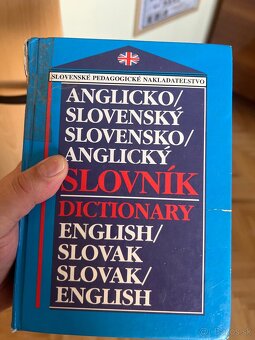 SLOVENSKÉ PEDAGOGICKÉ NAKLADATEĽSTVO
ANGLICKO/
SLOVENSKÝ
SLOVENSKO/
ANGLICKÝ
SLOVNÍK
DICTIONARY
ENGLISH/
SLOVAK
SLOVAK/
ENGLISH